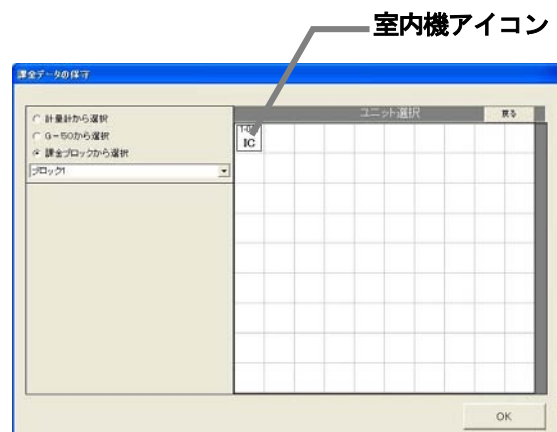 室内機アイコン
課金データの保守
計量計から選択
G-50から選択
課金ブロックから選択
ブロック1
ユニット選択
戻る
IC
OK